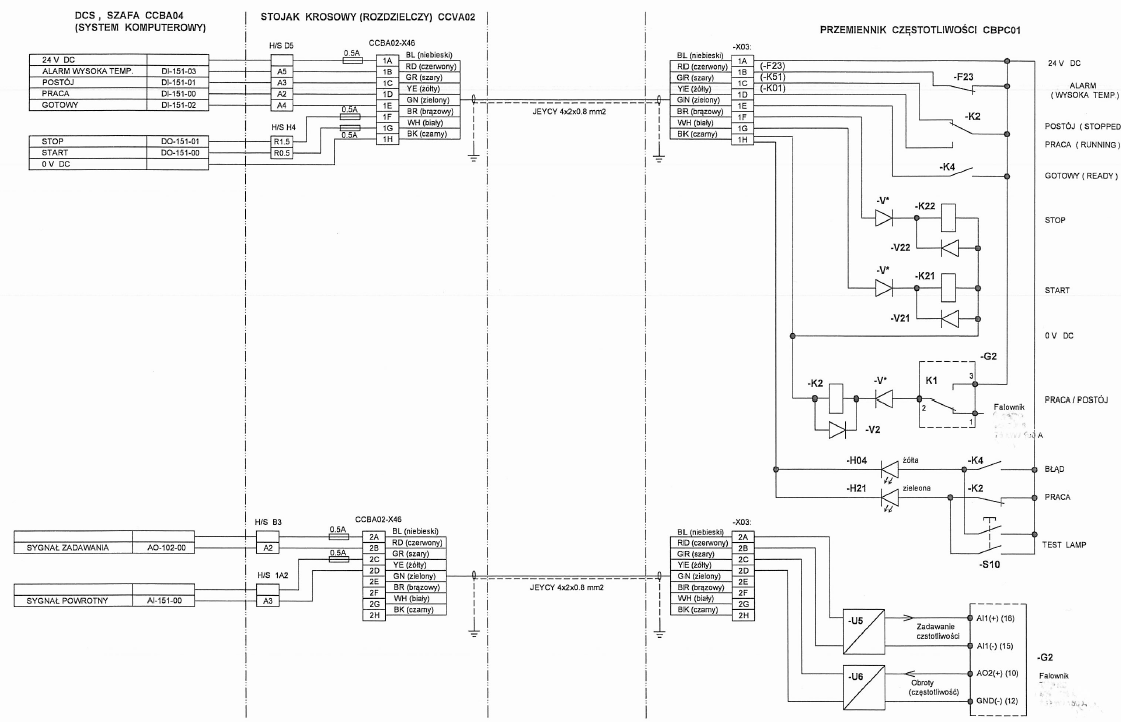 DCS , SZAFA CCBA04
(SYSTEM KOMPUTEROWY)
STOJAK KROSOWY (ROZDZIELCZY) CCVA02
PRZEMIENNIK CZĘSTOTLIWOŚCI CBPC01
H/S D5
0.5A
CCBA02-X46
-X03:
24 V DC
ALARM WYSOKA TEMP. DI-151-03
POSTÓJ DI-151-01
PRACA DI-151-00
GOTOWY DI-151-02
A5
A3
A2
A4
STOP DO-151-01
START DO-151-00
0 V DC
H/S H4
R1.5
R0.5
0.5A
0.5A
1A BL (niebieski)
1B RD (czerwony)
1C GR (szary)
1D YE (żółty)
1E GN (zielony)
1F BR (brązowy)
1G WH (biały)
1H BK (czarny)
JEYCY 4x2x0.8 mm2
BL (niebieski) 1A
RD (czerwony) 1B (-F23)
GR (szary) 1C (-K51)
YE (żółty) 1D (-K01)
GN (zielony) 1E
BR (brązowy) 1F
WH (biały) 1G
BK (czarny) 1H
24 V DC
-F23
ALARM
( WYSOKA TEMP.)
-K2
POSTÓJ ( STOPPED
PRACA ( RUNNING)
-K4
GOTOWY ( READY)
-V*
-K22
STOP
-V22
-V*
-K21
START
-V21
0 V DC
-G2
-K2
-V*
K1
3
2
1
PRACA / POSTÓJ
Falownik
A
-V2
-H04
żółta
-K4
BŁĄD
-H21
zieleona
-K2
PRACA
TEST LAMP
-S10
H/S B3
0.5A
CCBA02-X46
-X03:
SYGNAŁ ZADAWANIA AO-102-00
A2
0.5A
H/S 1A2
SYGNAŁ POWROTNY AI-151-00
A3
2A BL (niebieski)
2B RD (czerwony)
2C GR (szary)
2D YE (żółty)
2E GN (zielony)
2F BR (brązowy)
2G WH (biały)
2H BK (czarny)
JEYCY 4x2x0.8 mm2
BL (niebieski) 2A
RD (czerwony) 2B
GR (szary) 2C
YE (żółty) 2D
GN (zielony) 2E
BR (brązowy) 2F
WH (biały) 2G
BK (czarny) 2H
-U5
Zadawanie
czstotliwości
AI1(+) (16)
AI1(-) (15)
-U6
Obroty
(częstotliwość)
AO2(+) (10)
GND(-) (12)
-G2
Falownik
A